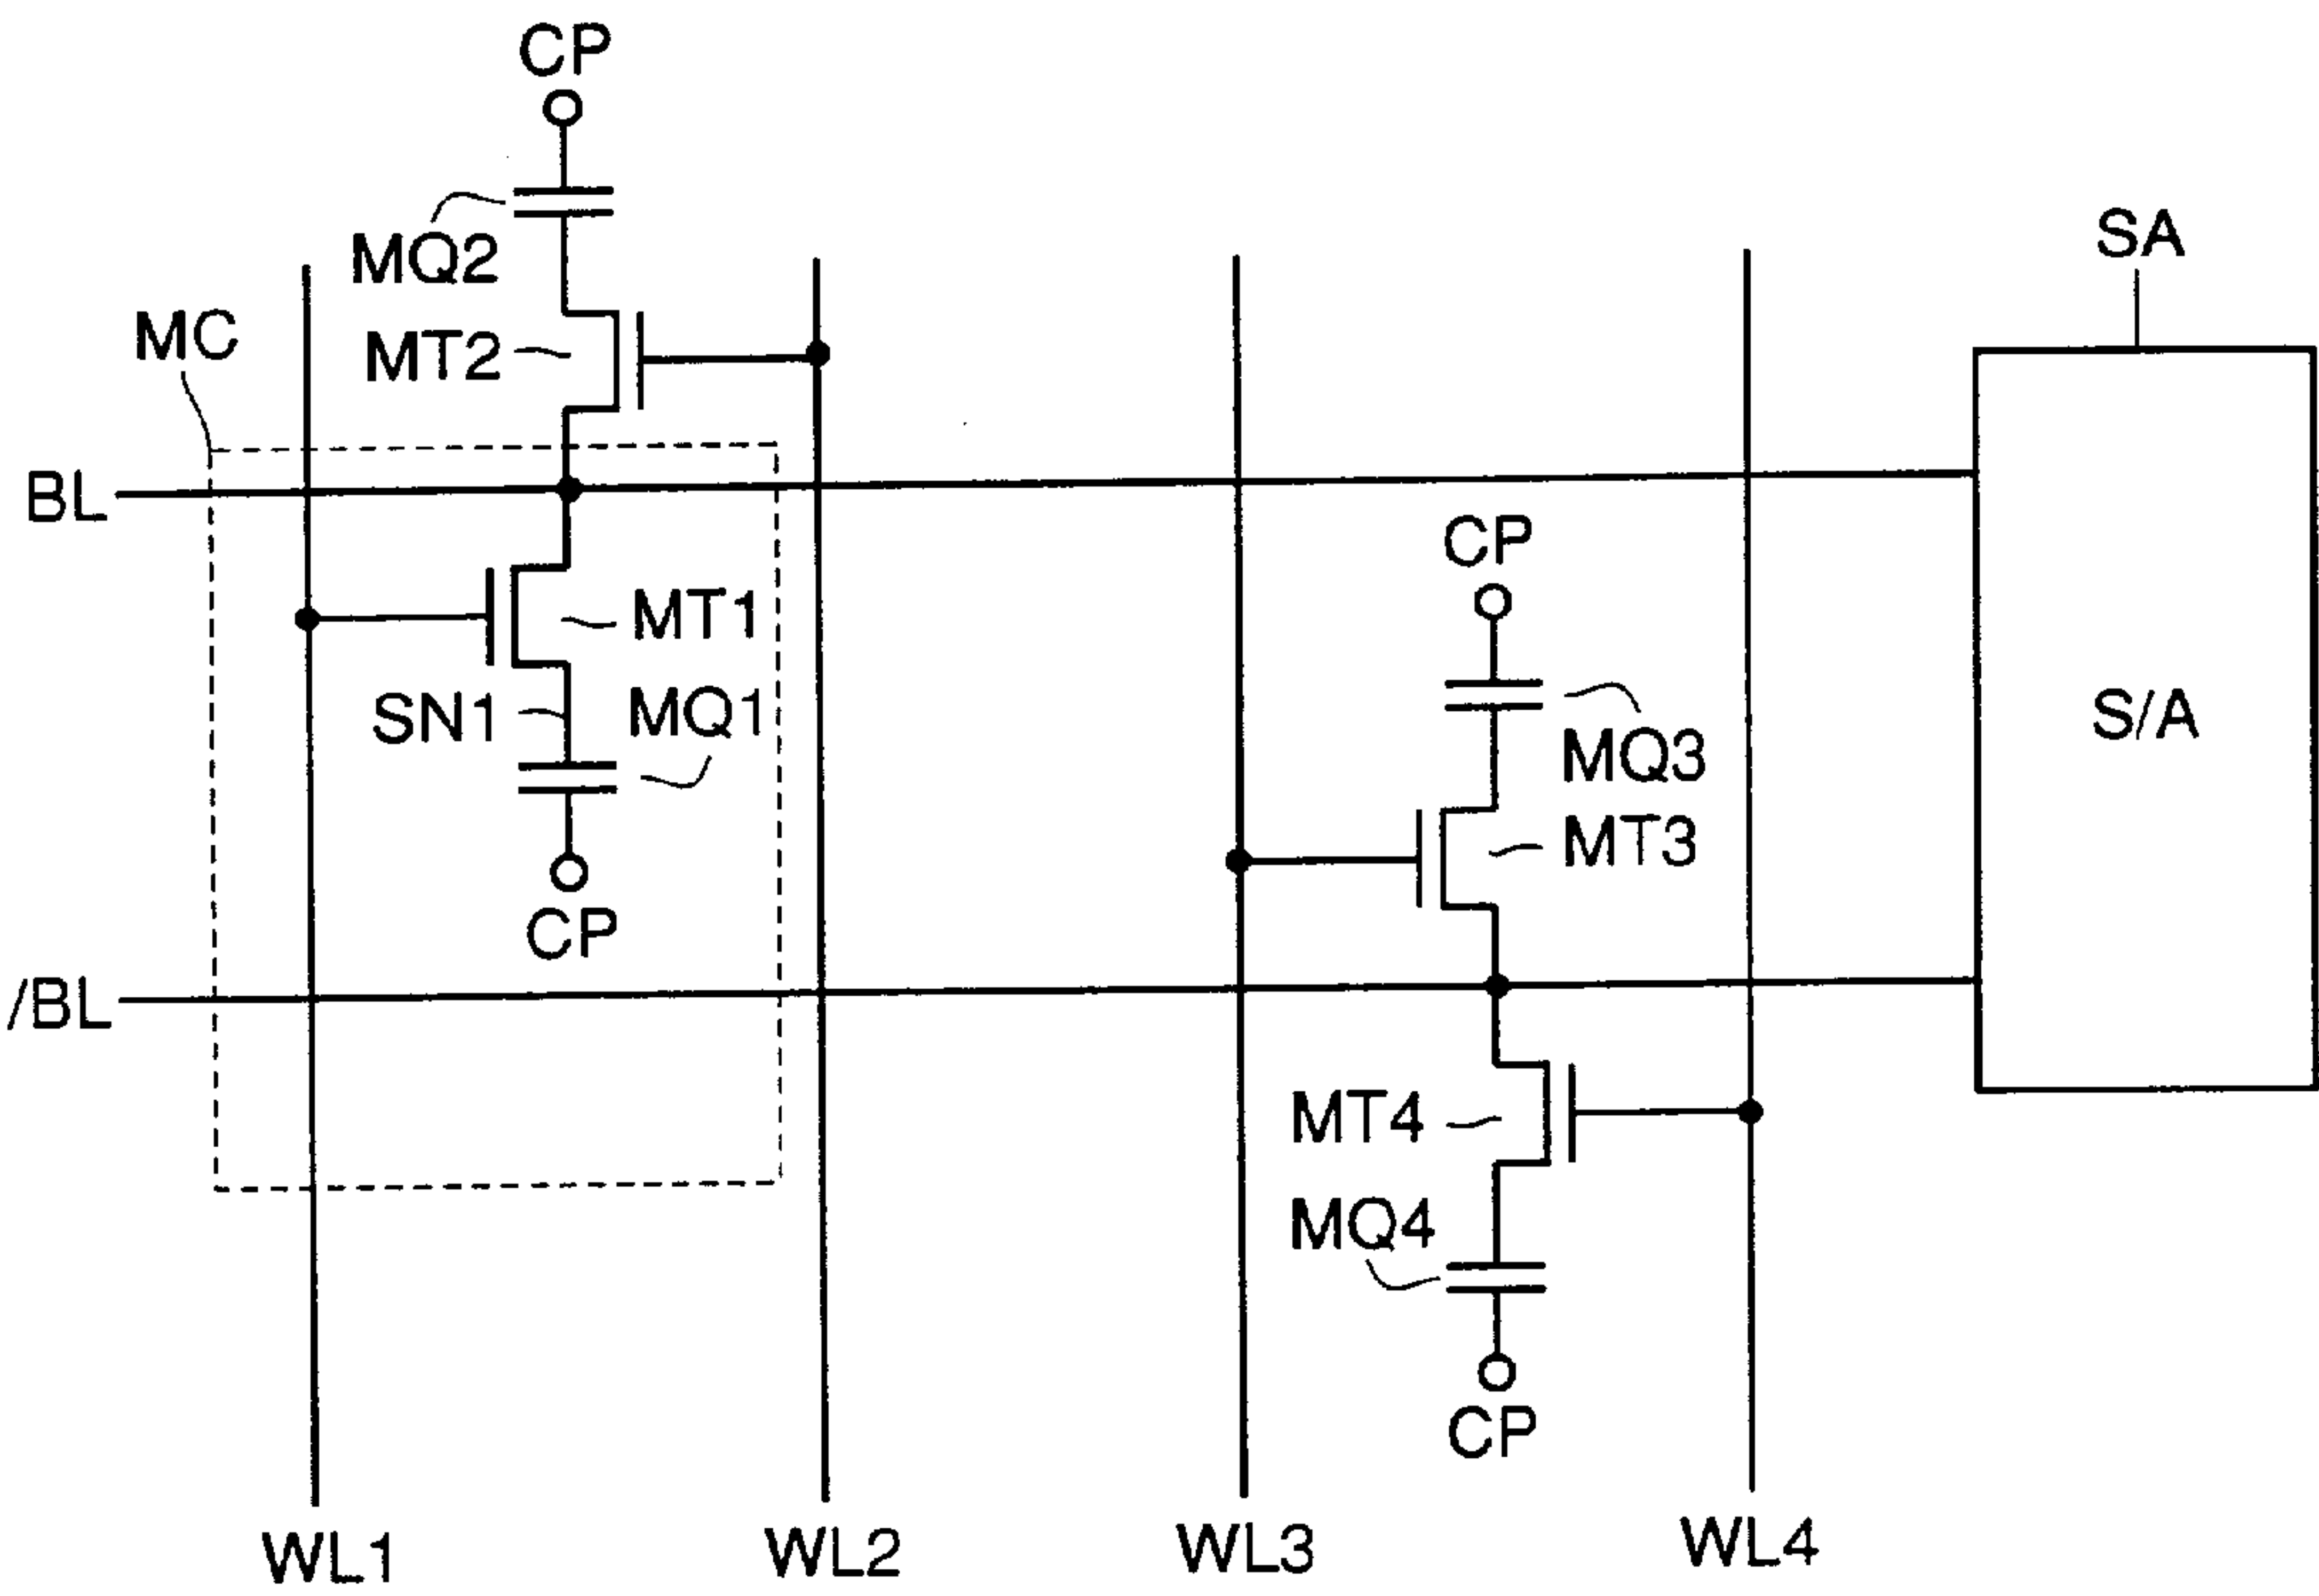 CP
SA
MQ2
MC
MT2
BL
CP
MT1
SN1
MQ1
S/A
MQ3
MT3
CP
/BL
MT4
MQ4
CP
WL1
WL2
WL3
WL4